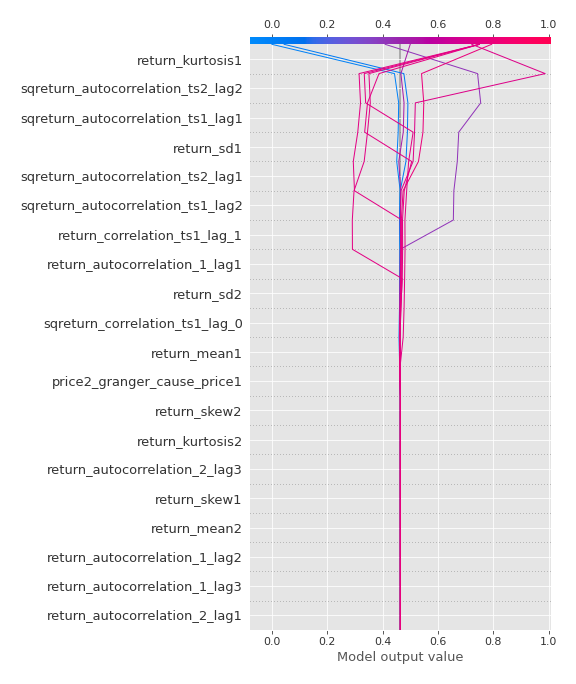 0.0 0.2 0.4 0.6 0.8 1.0
return_kurtosis1
sqreturn_autocorrelation_ts2_lag2
sqreturn_autocorrelation_ts1_lag1
return_sd1
sqreturn_autocorrelation_ts2_lag1
sqreturn_autocorrelation_ts1_lag2
return_correlation_ts1_lag_1
return_autocorrelation_1_lag1
return_sd2
sqreturn_correlation_ts1_lag_0
return_mean1
price2_granger_cause_price1
return_skew2
return_kurtosis2
return_autocorrelation_2_lag3
return_skew1
return_mean2
return_autocorrelation_1_lag2
return_autocorrelation_1_lag3
return_autocorrelation_2_lag1
0.0 0.2 0.4 0.6 0.8 1.0
Model output value